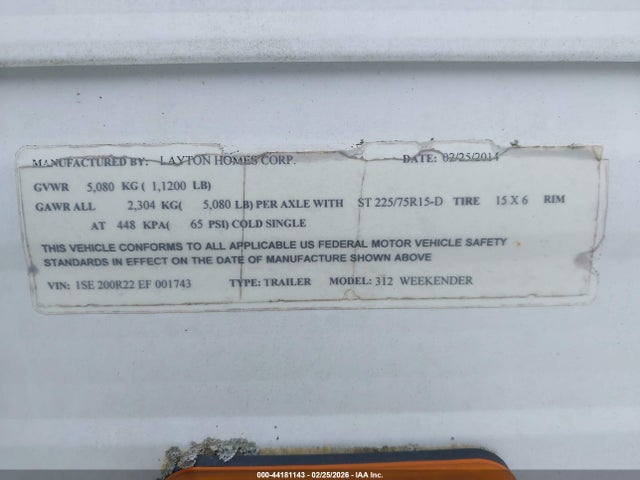 MANUFACTURED BY: LAYTON HOMES CORP. DATE: 02/25/2014
GVWR 5,080 KG ( 1,1200 LB)
GAWR ALL 2,304 KG( 5,080 LB) PER AXLE WITH ST 225/75R15-D TIRE 15 X 6 RIM
AT 448 KPA( 65 PSI) COLD SINGLE
THIS VEHICLE CONFORMS TO ALL APPLICABLE US FEDERAL MOTOR VEHICLE SAFETY
STANDARDS IN EFFECT ON THE DATE OF MANUFACTURE SHOWN ABOVE
VIN: 1SE 200R22 EF 001743 TYPE: TRAILER MODEL: 312 WEEKENDER
000-44181143 - 02/25/2026 - IAA Inc.